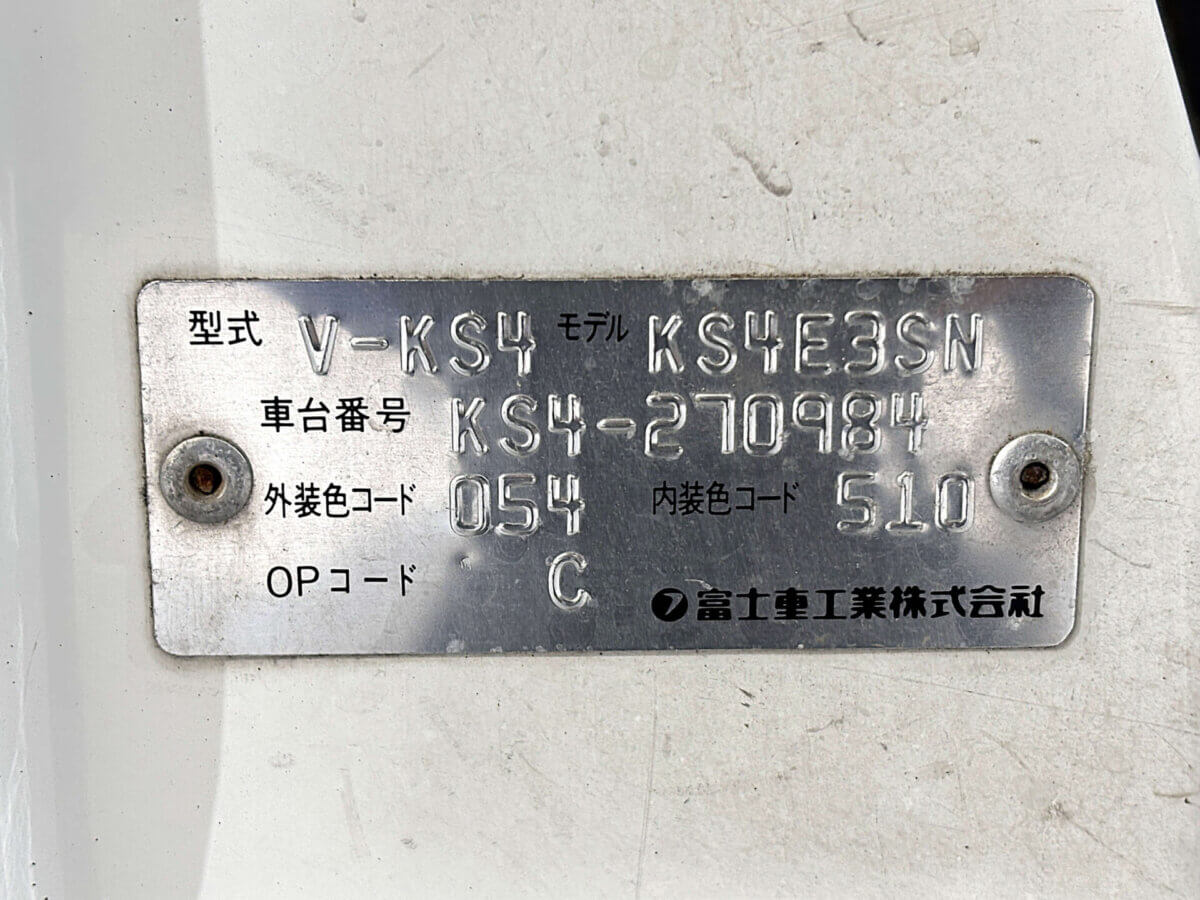 型式 V-KS4 モデル KS4E3SN
車台番号 KS4-270984
外装色コード 054 内装色コード 510
OPコード C
フ 富士重工業株式会社